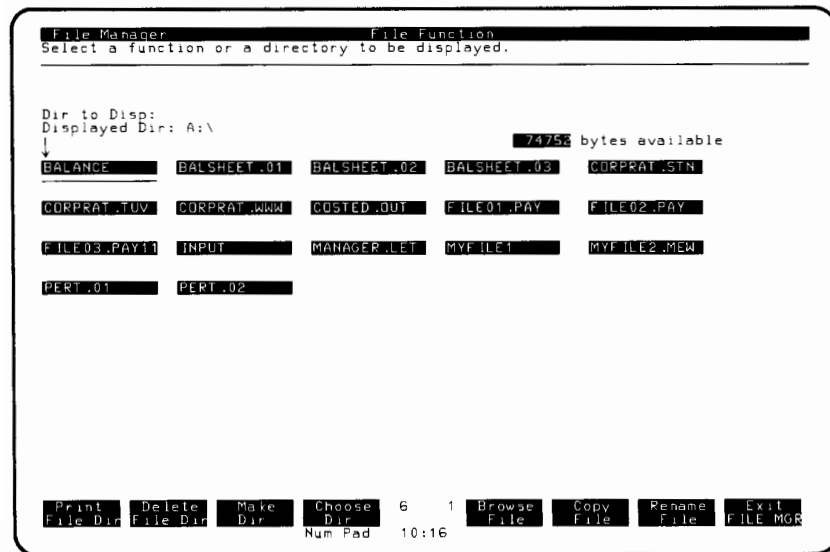 File Manager File Function
Select a function or a directory to be displayed.
Dir to Disp:
Displayed Dir: A:\
74752 bytes available
BALANCE BALSHEET.01 BALSHEET.02 BALSHEET.03 CORPRAT.STN
CORPRAT.TUV CORPRAT.WWW COSTED.OUT FILE01.PAY FILE02.PAY
FILE03.PAY11 INPUT MANAGER.LET MYFILE1 MYFILE2.MEW
PERT.01 PERT.02
Print Delete Make Choose 6 1 Browse Copy Rename Exit
File Dir File Dir Dir Dir File File File FILE MGR
Num Pad 10:16